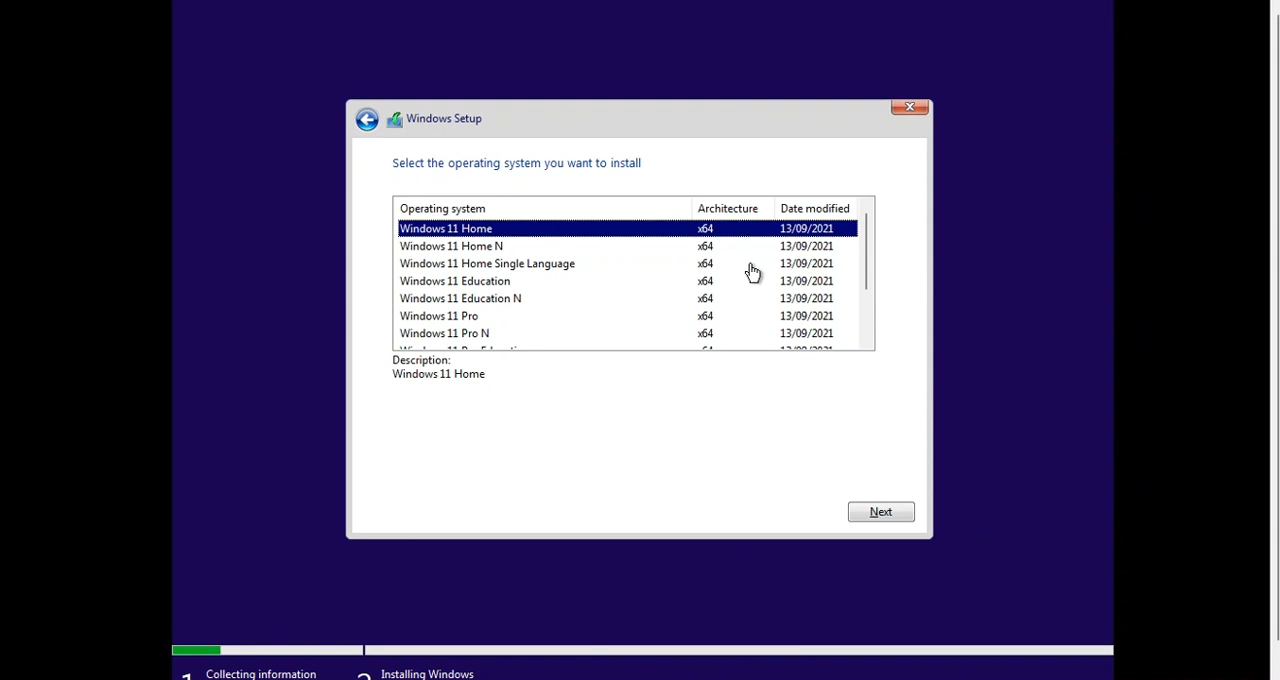 Windows Setup
Select the operating system you want to install
Operating system Architecture Date modified
Windows 11 Home x64 13/09/2021
Windows 11 Home N x64 13/09/2021
Windows 11 Home Single Language x64 13/09/2021
Windows 11 Education x64 13/09/2021
Windows 11 Education N x64 13/09/2021
Windows 11 Pro x64 13/09/2021
Windows 11 Pro N x64 13/09/2021
Description:
Windows 11 Home
Next
1 Collecting information 2 Installing Windows